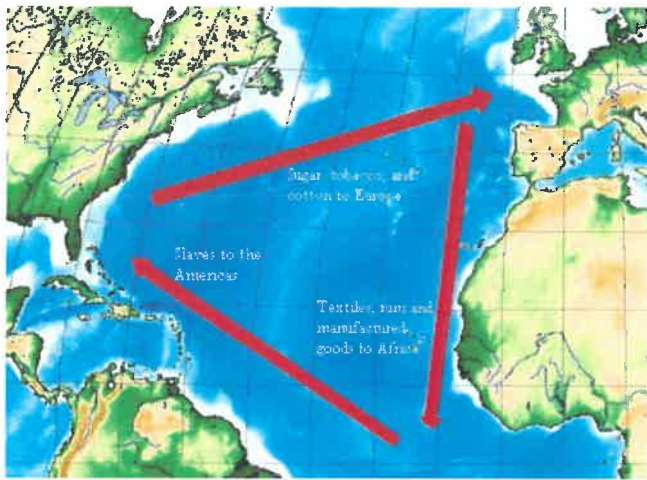 Sugar, tobacco, and
cotton to Europe
Slaves to the
Americas
Textiles, rum and
manufactured
goods to Africa